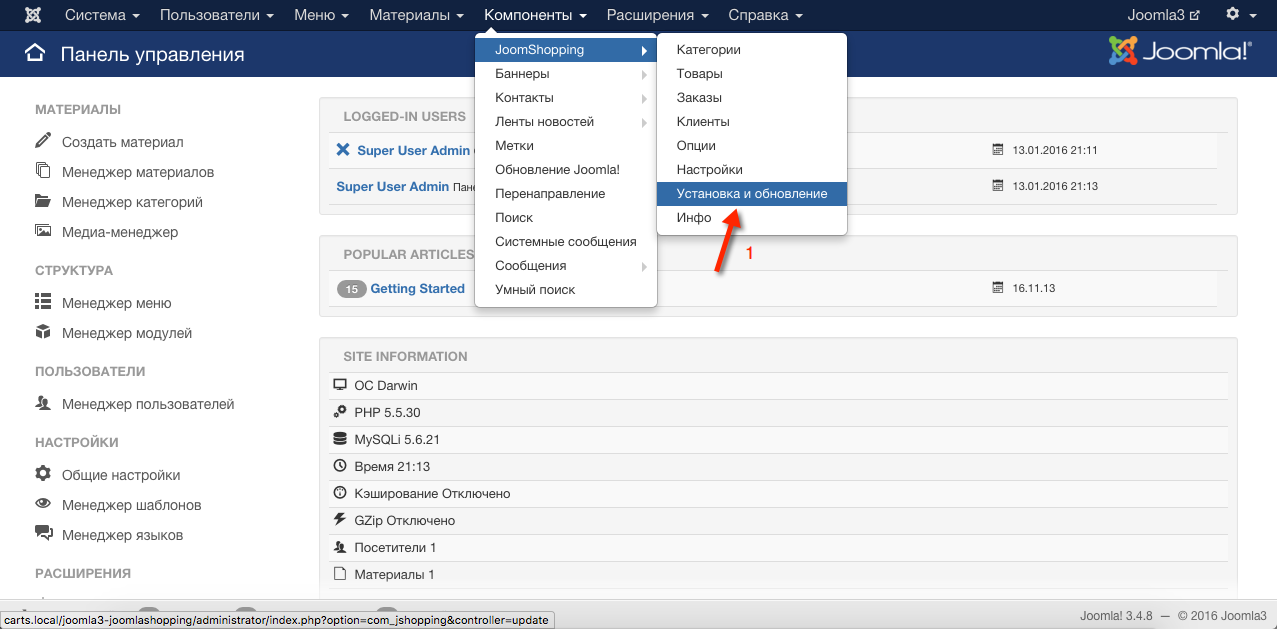 Система Пользователи Меню Материалы Компоненты Расширения Справка Joomla3
Панель управления
Joomla!®
JoomShopping
Баннеры
Контакты
Ленты новостей
Метки
Обновление Joomla!
Перенаправление
Поиск
Системные сообщения
Сообщения
Умный поиск
Категории
Товары
Заказы
Клиенты
Опции
Настройки
Установка и обновление
Инфо
1
МАТЕРИАЛЫ
Создать материал
Менеджер материалов
Менеджер категорий
Медиа-менеджер
СТРУКТУРА
Менеджер меню
Менеджер модулей
ПОЛЬЗОВАТЕЛИ
Менеджер пользователей
НАСТРОЙКИ
Общие настройки
Менеджер шаблонов
Менеджер языков
РАСШИРЕНИЯ
LOGGED-IN USERS
Super User Admin 13.01.2016 21:11
Super User Admin 13.01.2016 21:13
POPULAR ARTICLES
15 Getting Started 16.11.13
SITE INFORMATION
ОС Darwin
PHP 5.5.30
MySQLi 5.6.21
Время 21:13
Кэширование Отключено
GZip Отключено
Посетители 1
Материалы 1
carts.local/joomla3-joomlashopping/administrator/index.php?option=com_jshopping&controller=update
Joomla! 3.4.8 — © 2016 Joomla3